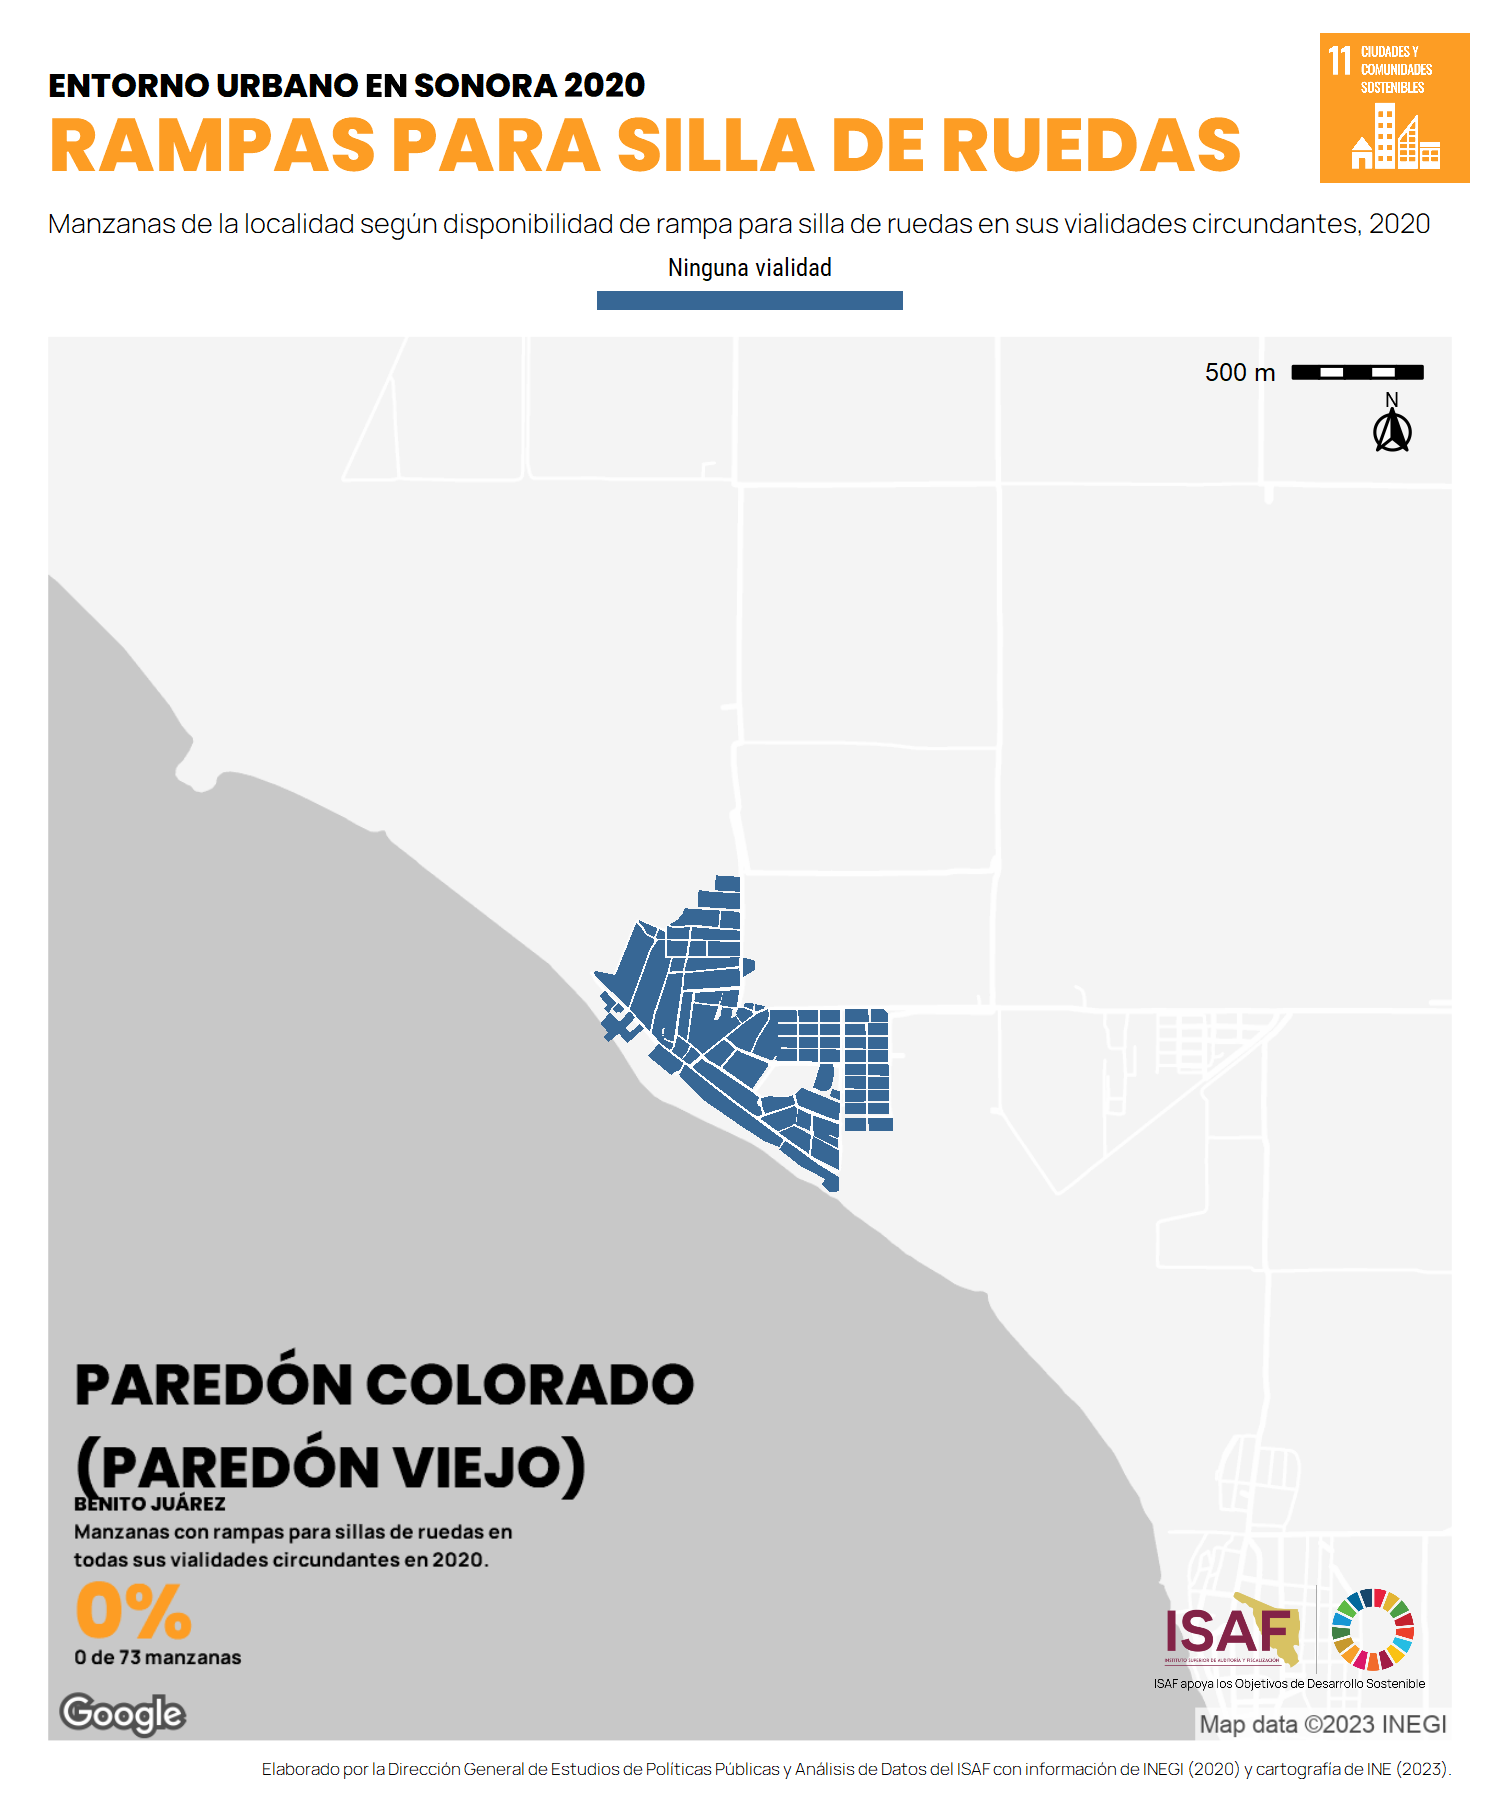 ENTORNO URBANO EN SONORA 2020
RAMPAS PARA SILLA DE RUEDAS
11 CIUDADES Y
COMUNIDADES
SOSTENIBLES
Manzanas de la localidad según disponibilidad de rampa para silla de ruedas en sus vialidades circundantes, 2020
Ninguna vialidad
500 m
N
PAREDÓN COLORADO
(PAREDÓN VIEJO)
BENITO JUÁREZ
Manzanas con rampas para sillas de ruedas en
todas sus vialidades circundantes en 2020.
0%
0 de 73 manzanas
ISAF
INSTITUTO SUPERIOR DE AUDITORÍA Y FISCALIZACIÓN
ISAF apoya los Objetivos de Desarrollo Sostenible
Google
Map data ©2023 INEGI
Elaborado por la Dirección General de Estudios de Políticas Públicas y Análisis de Datos del ISAF con información de INEGI (2020) y cartografía de INE (2023).